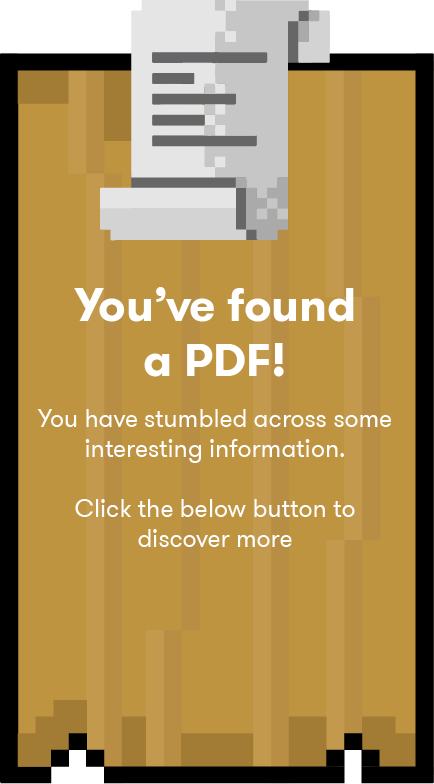 You’ve found
a PDF!
You have stumbled across some
interesting information.
Click the below button to
discover more